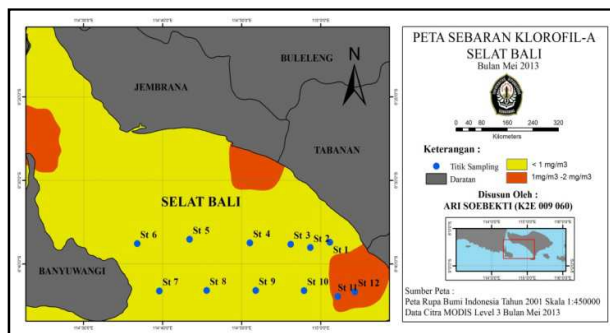 PETA SEBARAN KLOROFIL-A
SELAT BALI
Bulan Mei 2013
0 40 80 160 240 320
Kilometers
Keterangan :
Titik Sampling
Daratan
< 1 mg/m3
1mg/m3 -2 mg/m3
Disusun Oleh :
ARI SOEBEKTI (K2E 009 060)
Sumber Peta :
Peta Rupa Bumi Indonesia Tahun 2001 Skala 1:450000
Data Citra MODIS Level 3 Bulan Mei 2013
BULELENG
N
JEMBRANA
TABANAN
SELAT BALI
BANYUWANGI
St 6
St 5
St 4
St 3
St 2
St 1
St 7
St 8
St 9
St 10
St 11
St 12